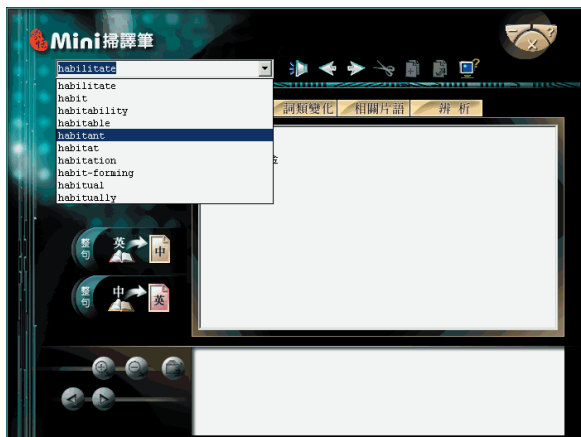 Mini掃譯筆
habilitate
habilitate
habit
habitability
habitable
habitant
habitat
habitation
habit-forming
habitual
habitually
詞類變化 相關片語 辨析
整句 英 中
整句 中 英